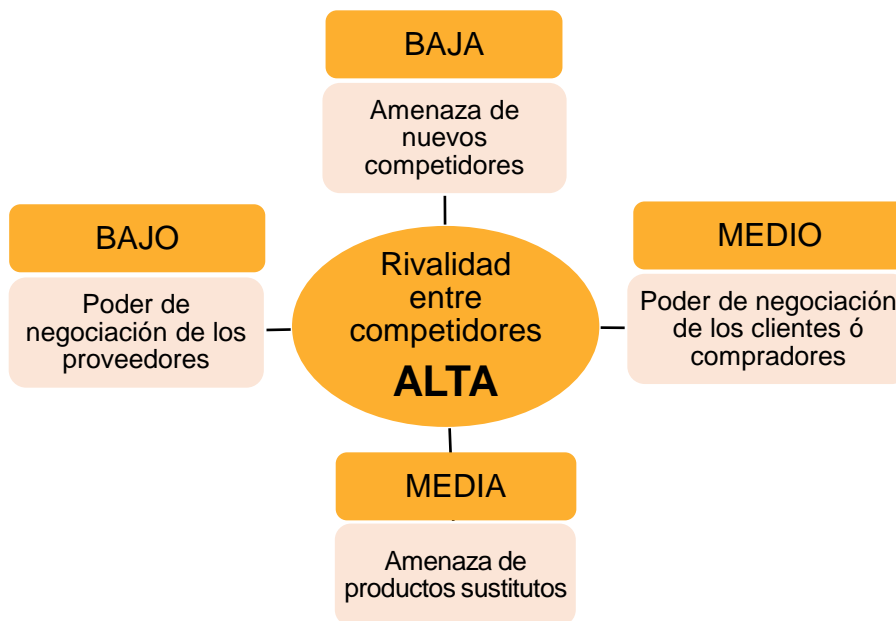 BAJA
Amenaza de
nuevos
competidores
BAJO
Poder de
negociación de los
proveedores
Rivalidad
entre
competidores
ALTA
MEDIO
Poder de negociación
de los clientes ó
compradores
MEDIA
Amenaza de
productos sustitutos